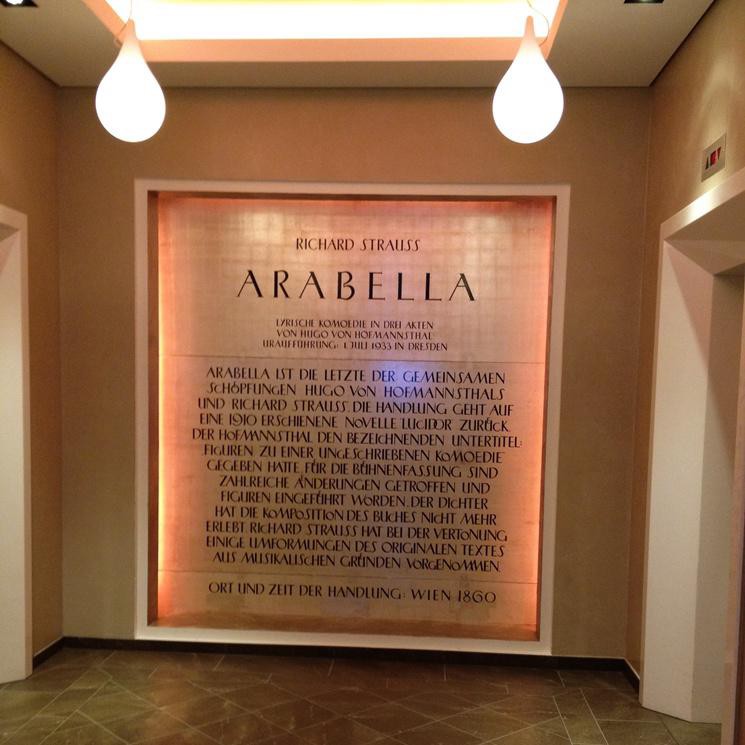 RICHARD STRAUSS
ARABELLA
LYRISCHE KOMOEDIE IN DREI AKTEN
VON HUGO VON HOFMANNSTHAL
URAUFFÜHRUNG: 1. JULI 1933 IN DRESDEN
ARABELLA IST DIE LETZTE DER GEMEINSAMEN
SCHÖPFUNGEN HUGO VON HOFMANNSTHALS
UND RICHARD STRAUSS. DIE HANDLUNG GEHT AUF
EINE 1910 ERSCHIENENE NOVELLE LUCIDOR ZURÜCK
DER HOFMANNSTHAL DEN BEZEICHNENDEN UNTERTITEL:
FIGUREN ZU EINER UNGESCHRIEBENEN KOMOEDIE
GEGEBEN HATTE. FÜR DIE BÜHNENFASSUNG SIND
ZAHLREICHE ÄNDERUNGEN GETROFFEN UND
FIGUREN EINGEFÜHRT WORDEN. DER DICHTER
HAT DIE KOMPOSITION DES BUCHES NICHT MEHR
ERLEBT. RICHARD STRAUSS HAT BEI DER VERTONUNG
EINIGE UMFORMUNGEN DES ORIGINALEN TEXTES
AUS MUSIKALISCHEN GRÜNDEN VORGENOMMEN.
ORT UND ZEIT DER HANDLUNG: WIEN 1860